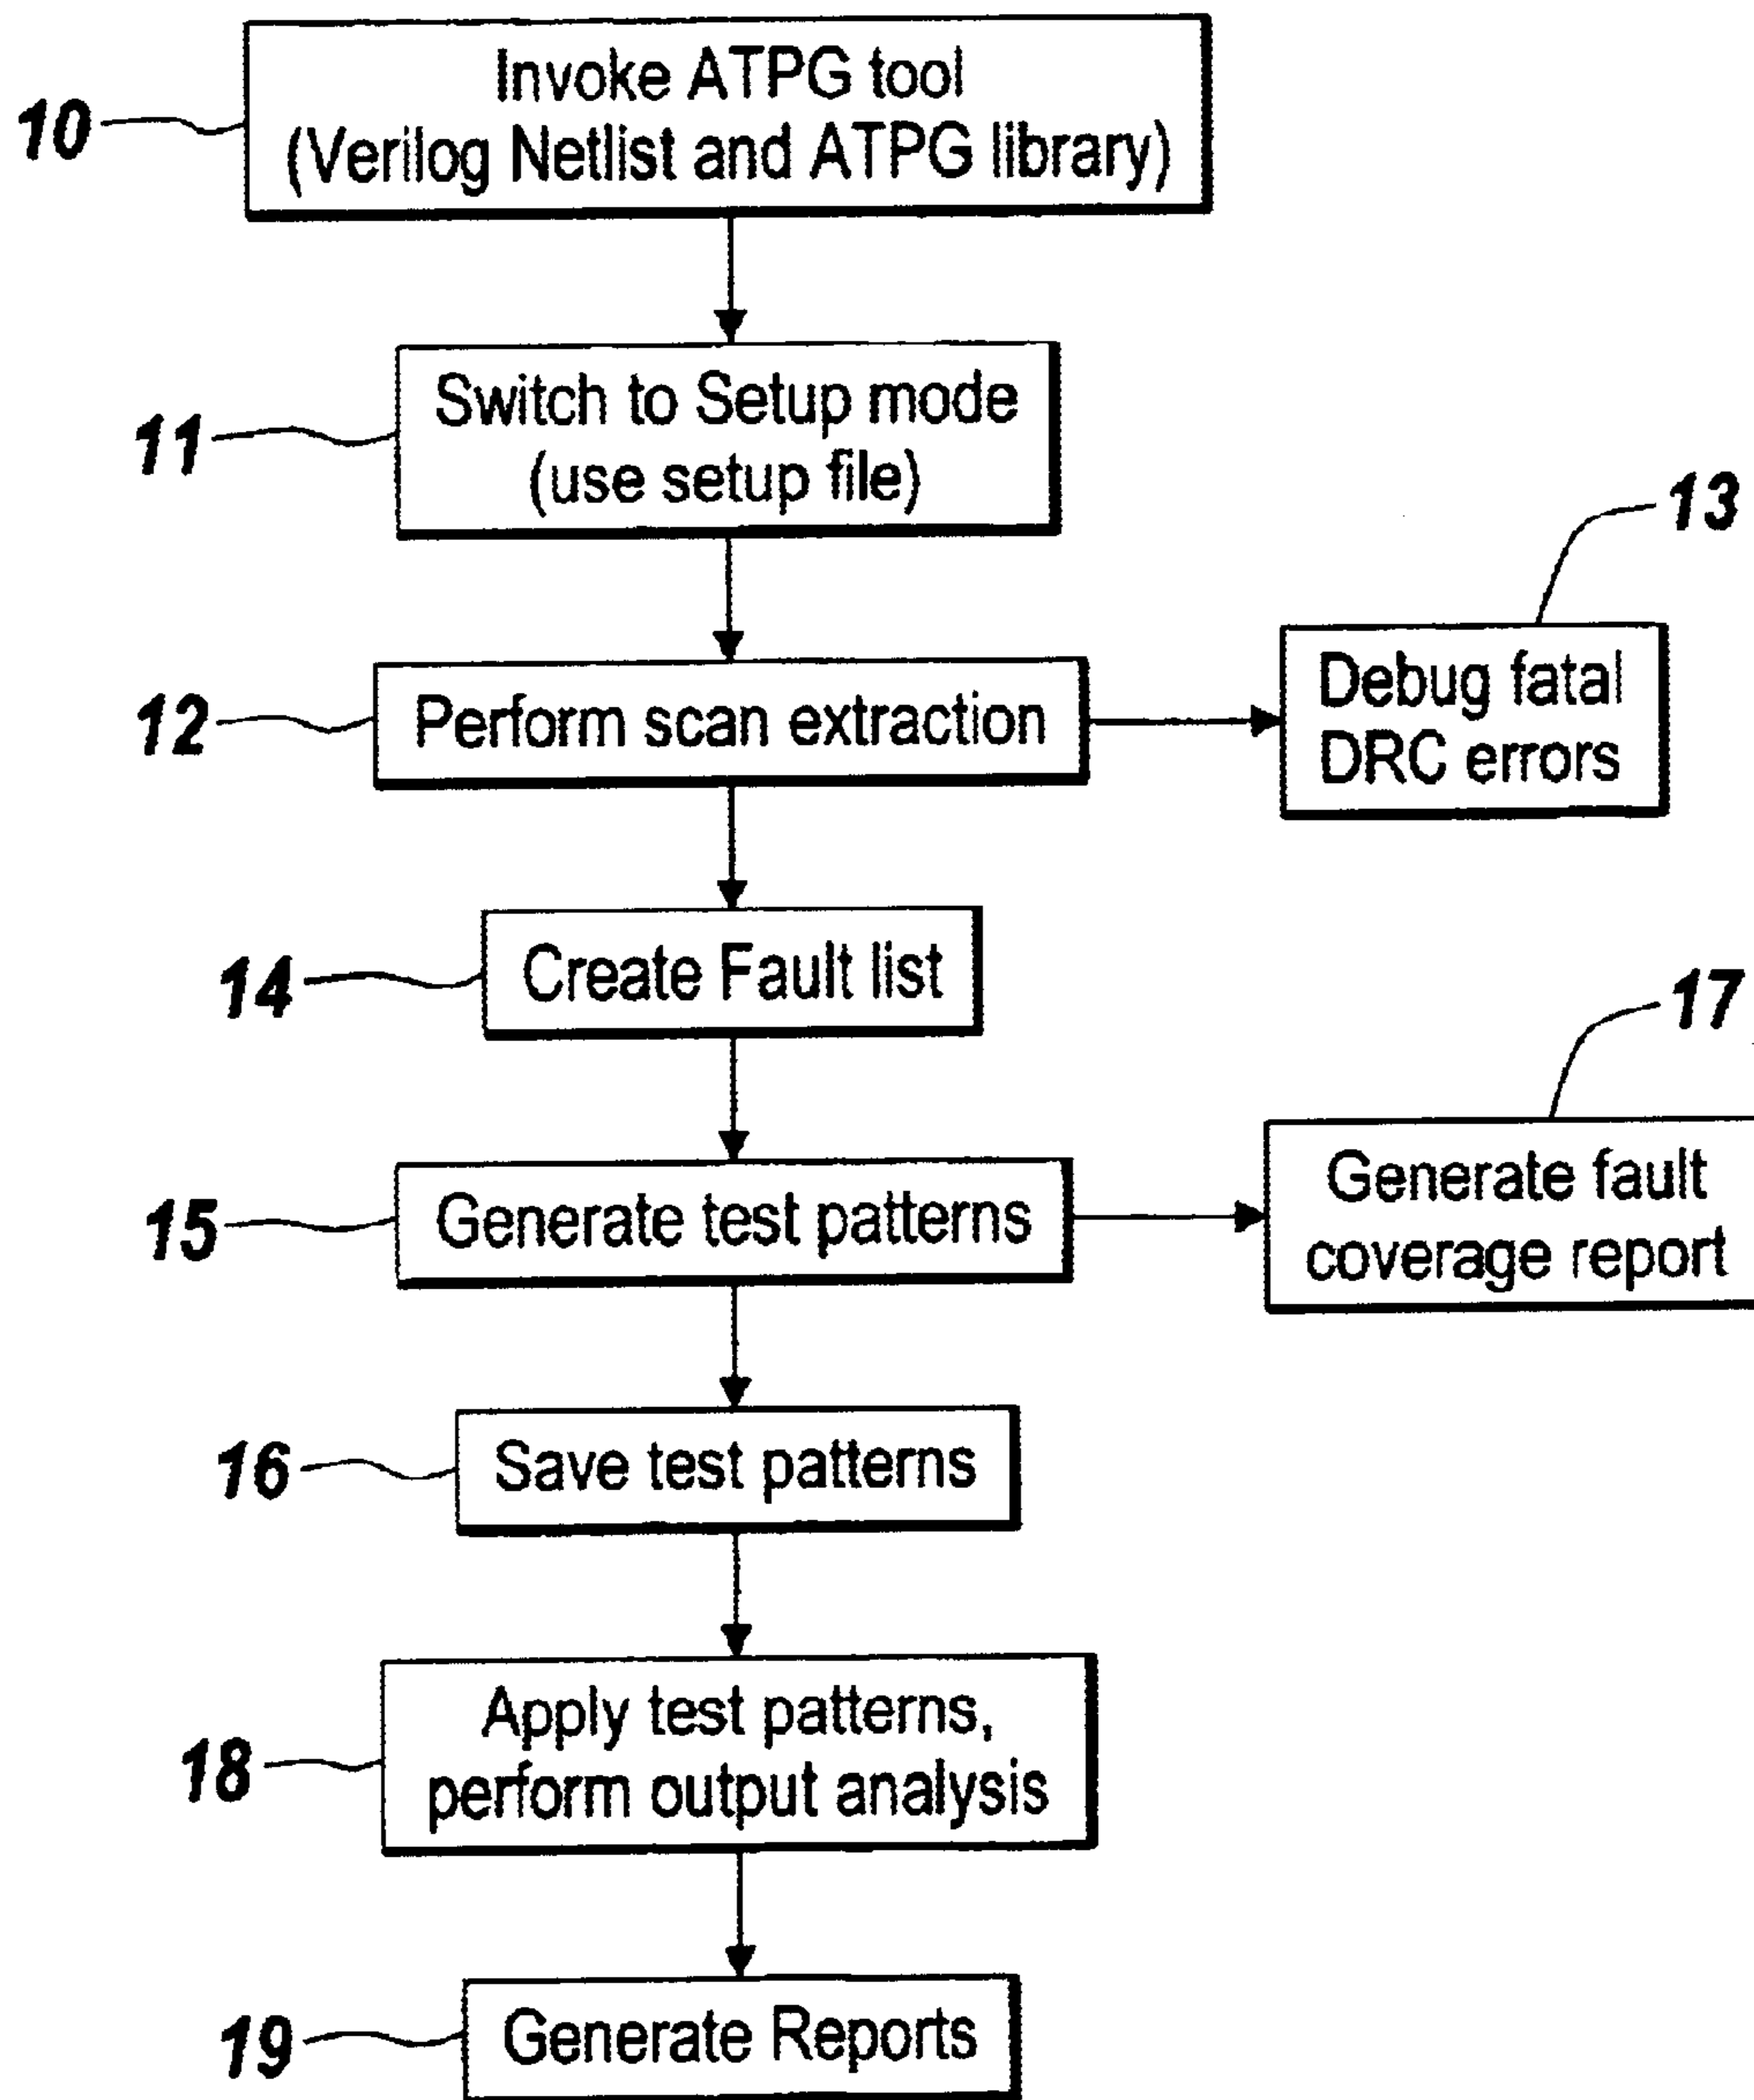 10
Invoke ATPG tool
(Verilog Netlist and ATPG library)
11
Switch to Setup mode
(use setup file)
13
12
Perform scan extraction
Debug fatal
DRC errors
14
Create Fault list
17
15
Generate test patterns
Generate fault
coverage report
16
Save test patterns
18
Apply test patterns,
perform output analysis
19
Generate Reports